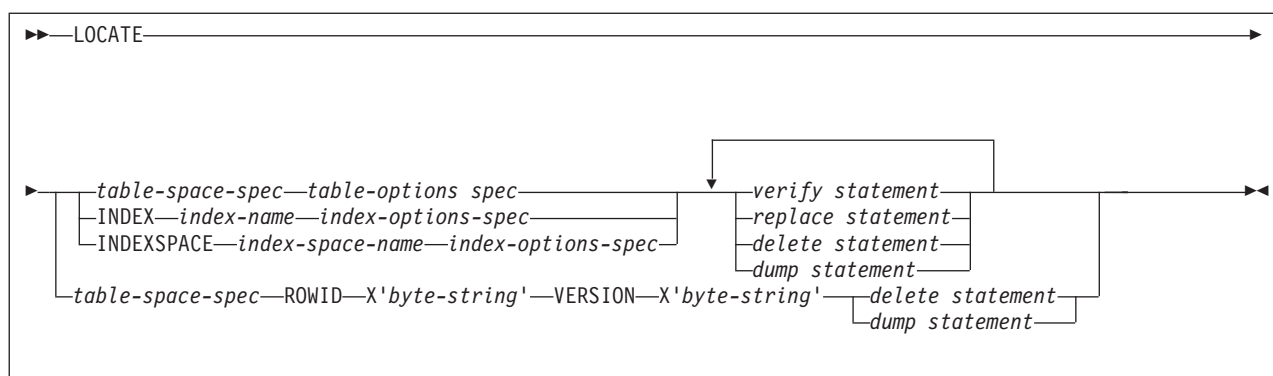 LOCATE
table-space-spec table-options spec verify statement
INDEX index-name index-options-spec replace statement
INDEXSPACE index-space-name index-options-spec delete statement
dump statement
table-space-spec ROWID X'byte-string' VERSION X'byte-string' delete statement
dump statement